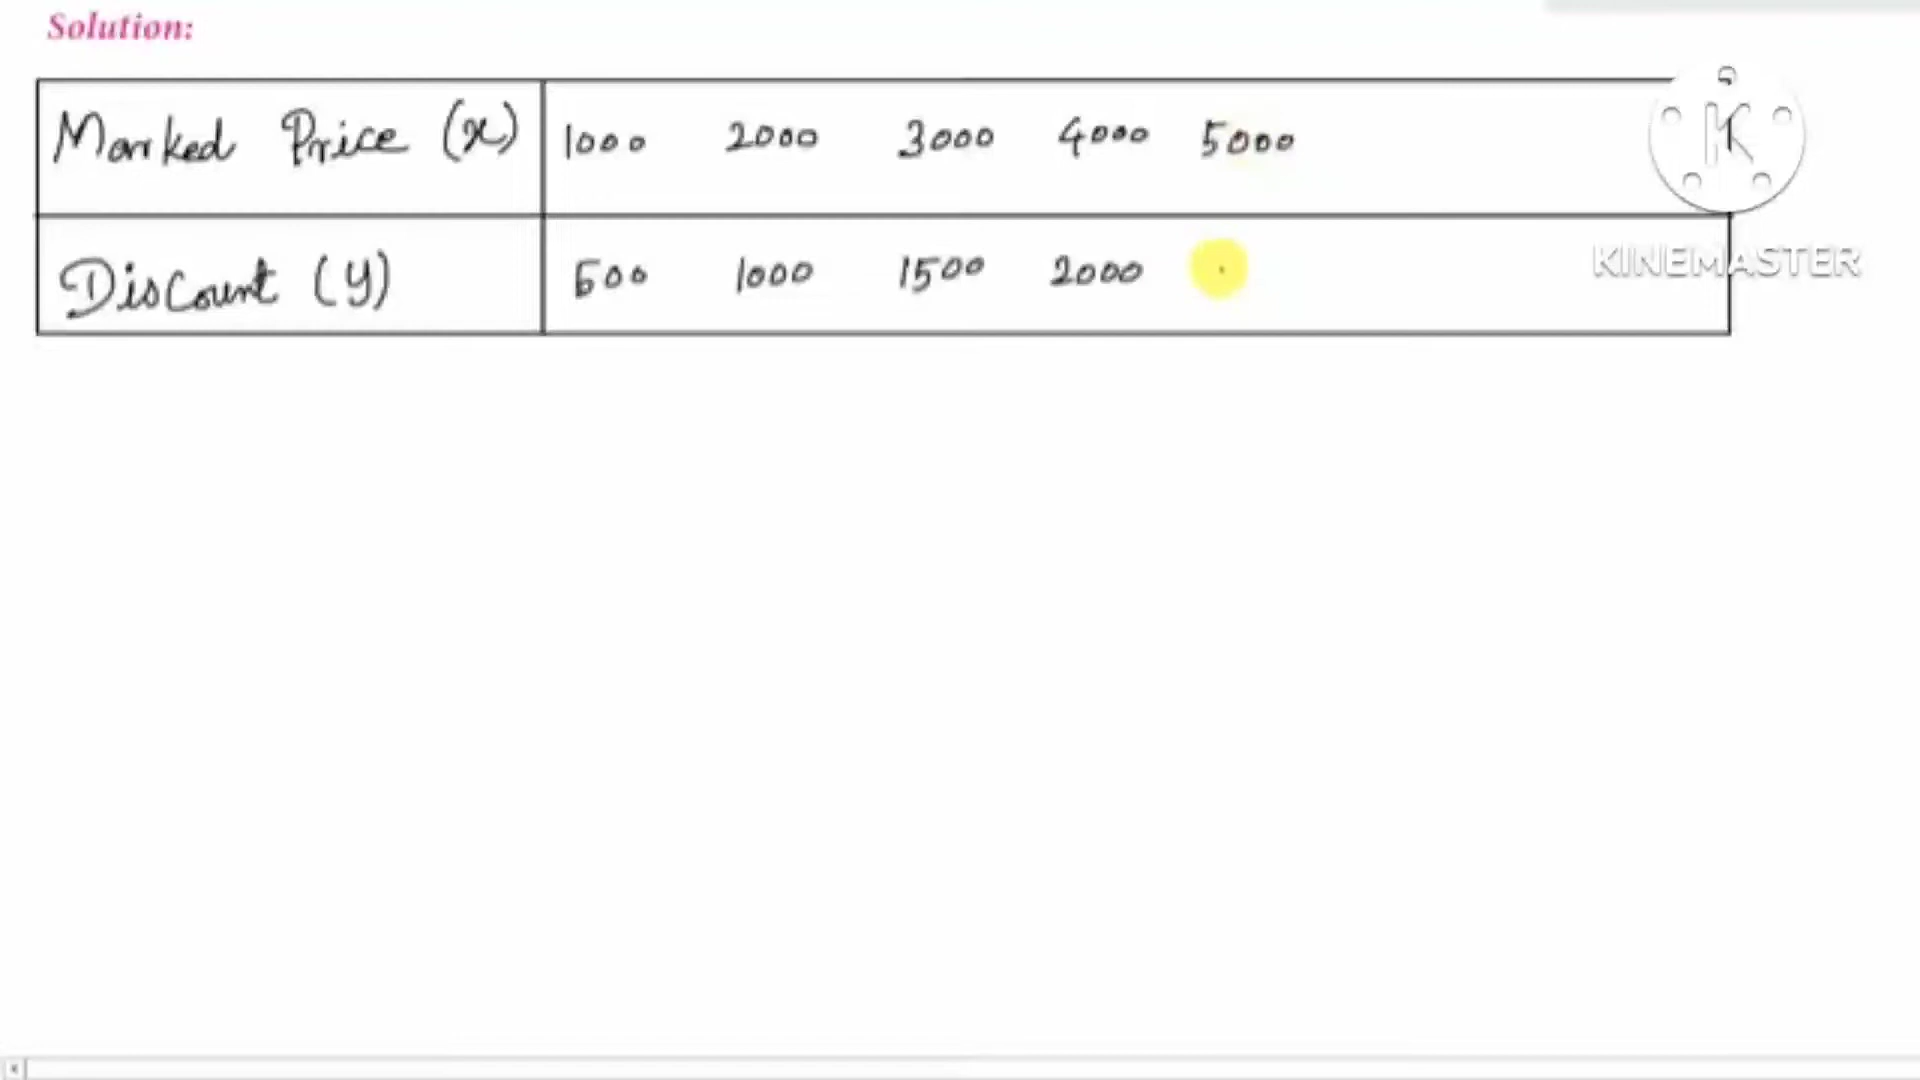 Solution:
Marked Price (x) 1000 2000 3000 4000 5000
Discount (y) 500 1000 1500 2000
K
KINEMASTER